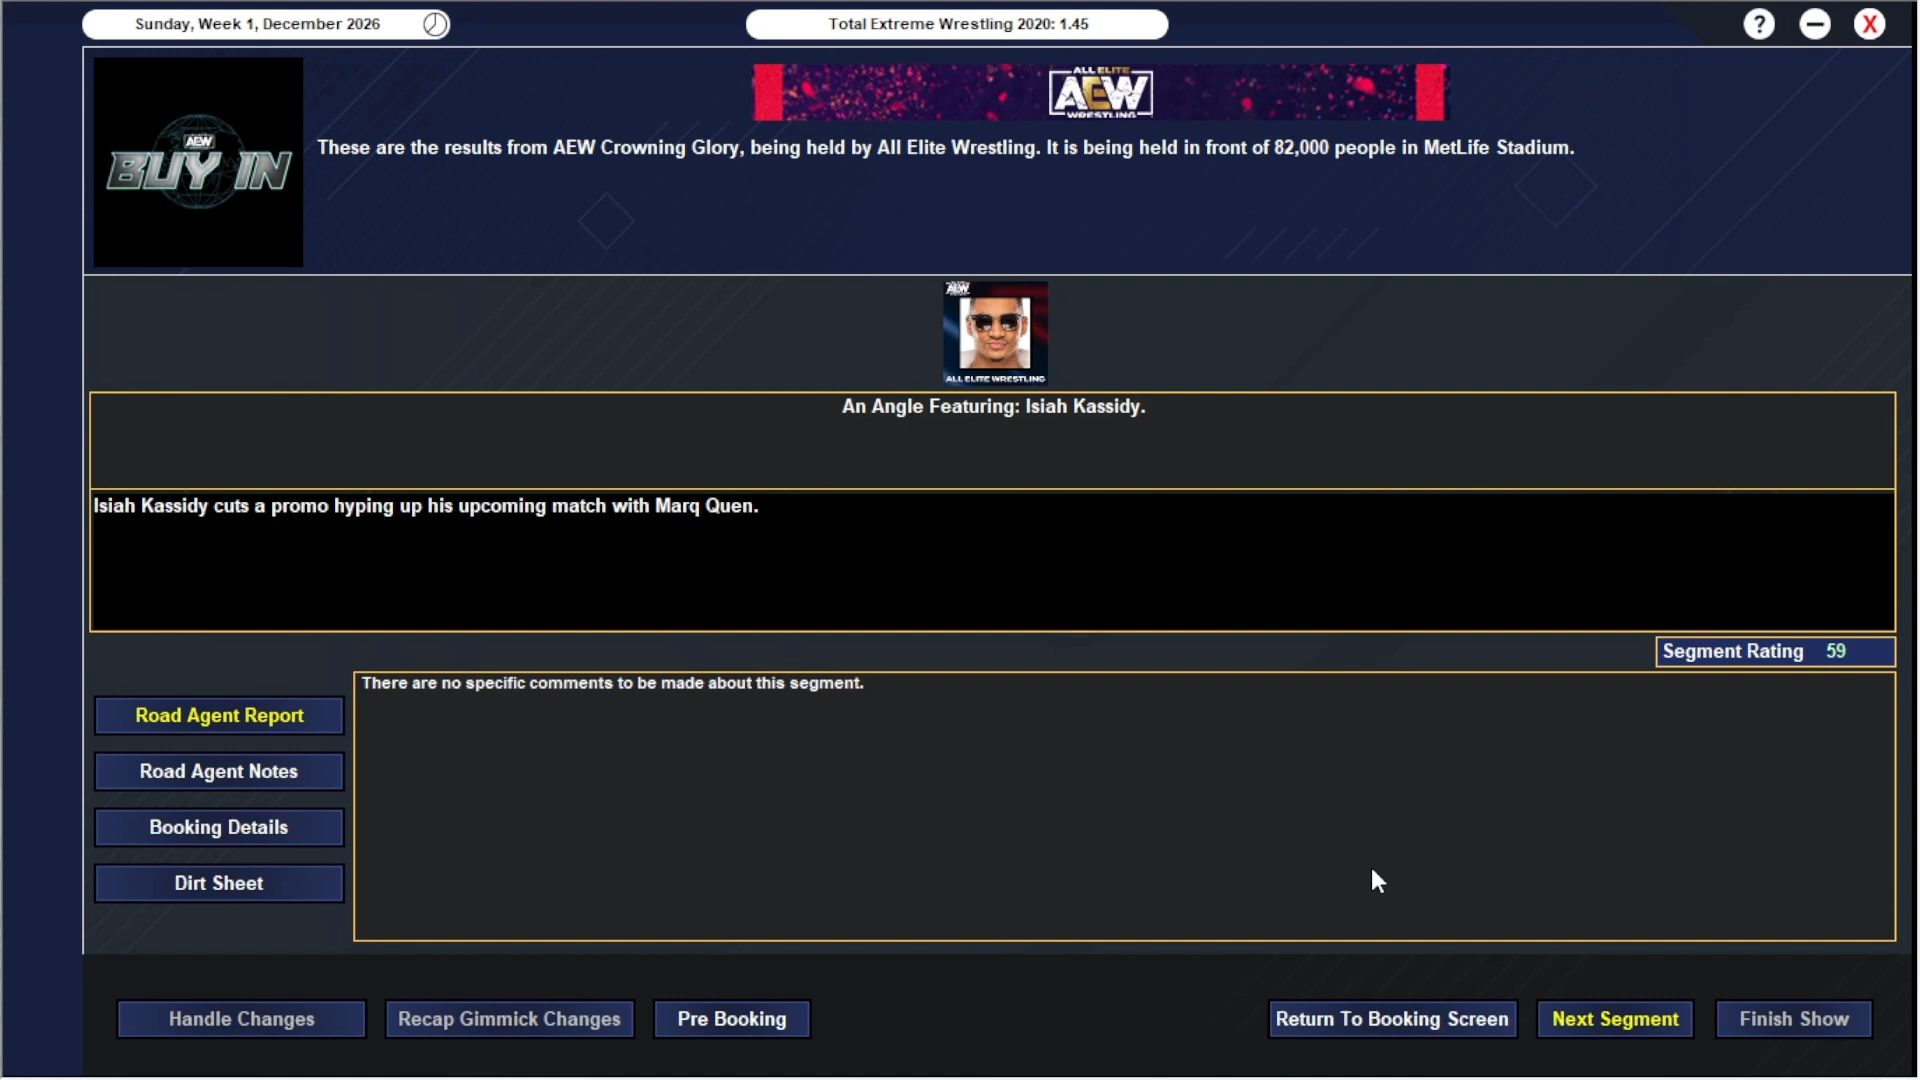 Sunday, Week 1, December 2026
Total Extreme Wrestling 2020: 1.45
?
X
ALL ELITE
AEW
WRESTLING
AEW
BUY IN
These are the results from AEW Crowning Glory, being held by All Elite Wrestling. It is being held in front of 82,000 people in MetLife Stadium.
AEW
ALL ELITE WRESTLING
An Angle Featuring: Isiah Kassidy.
Isiah Kassidy cuts a promo hyping up his upcoming match with Marq Quen.
Segment Rating 59
There are no specific comments to be made about this segment.
Road Agent Report
Road Agent Notes
Booking Details
Dirt Sheet
Handle Changes
Recap Gimmick Changes
Pre Booking
Return To Booking Screen
Next Segment
Finish Show